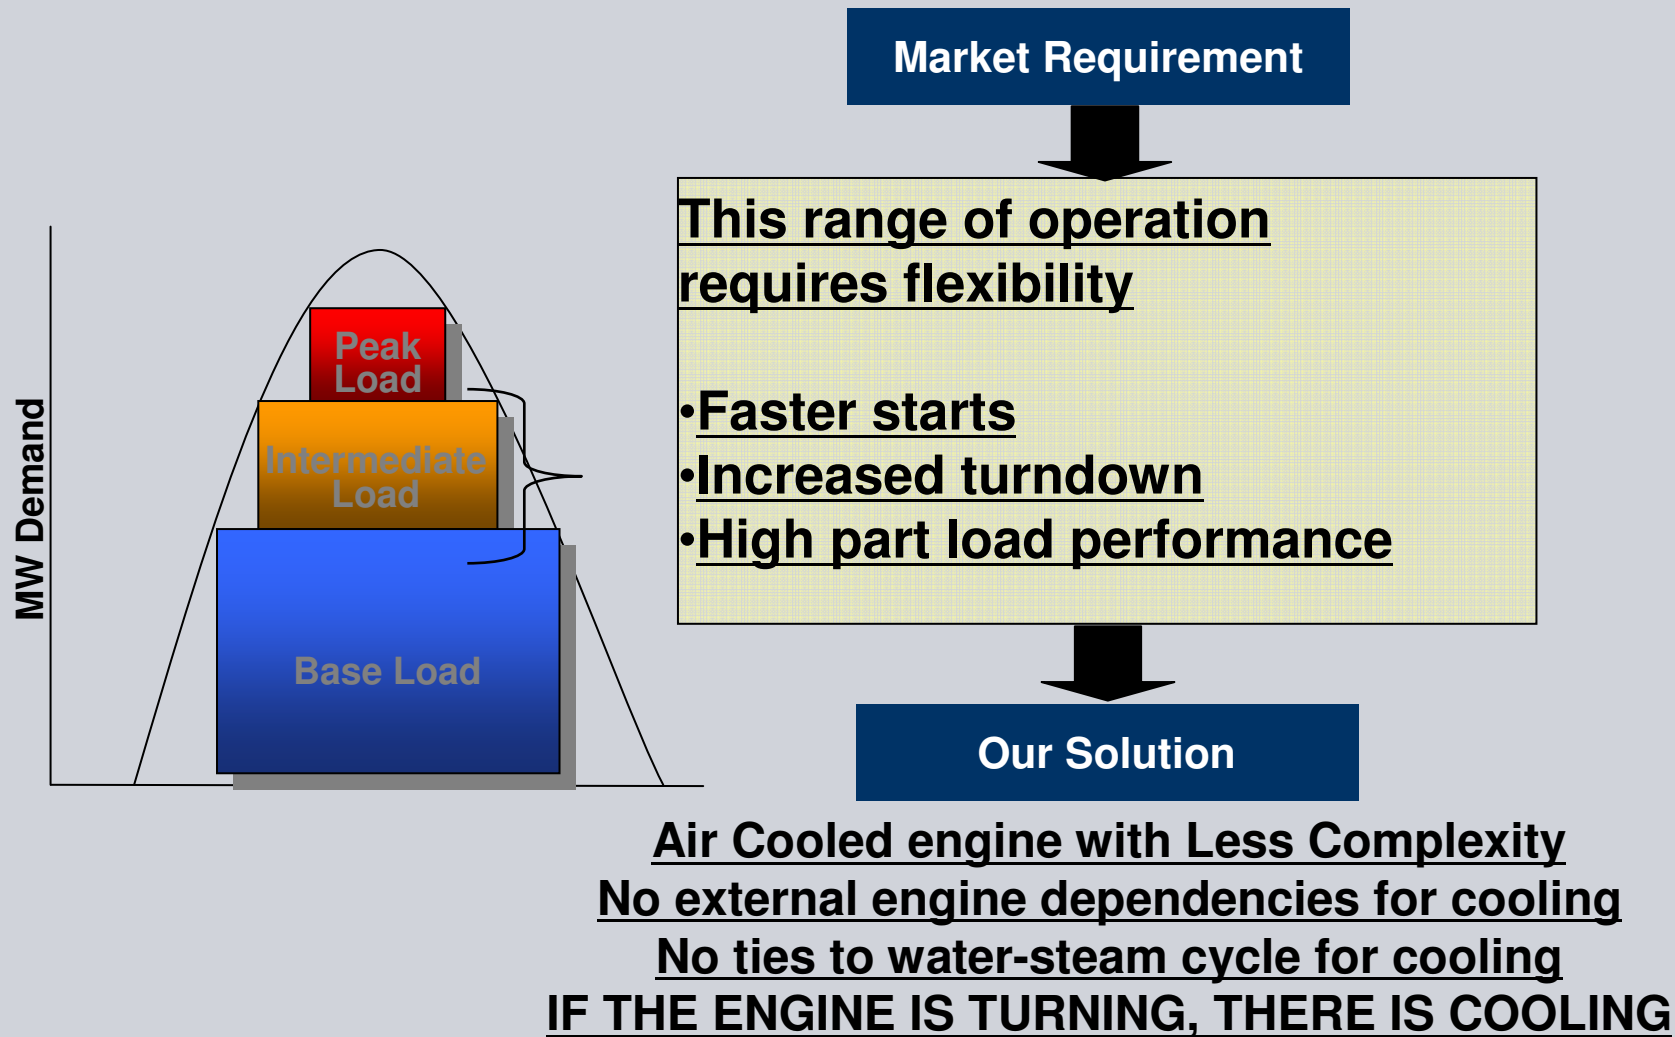 Market Requirement
This range of operation
requires flexibility
•Faster starts
•Increased turndown
•High part load performance
MW Demand
Peak
Load
Intermediate
Load
Base Load
Our Solution
Air Cooled engine with Less Complexity
No external engine dependencies for cooling
No ties to water-steam cycle for cooling
IF THE ENGINE IS TURNING, THERE IS COOLING